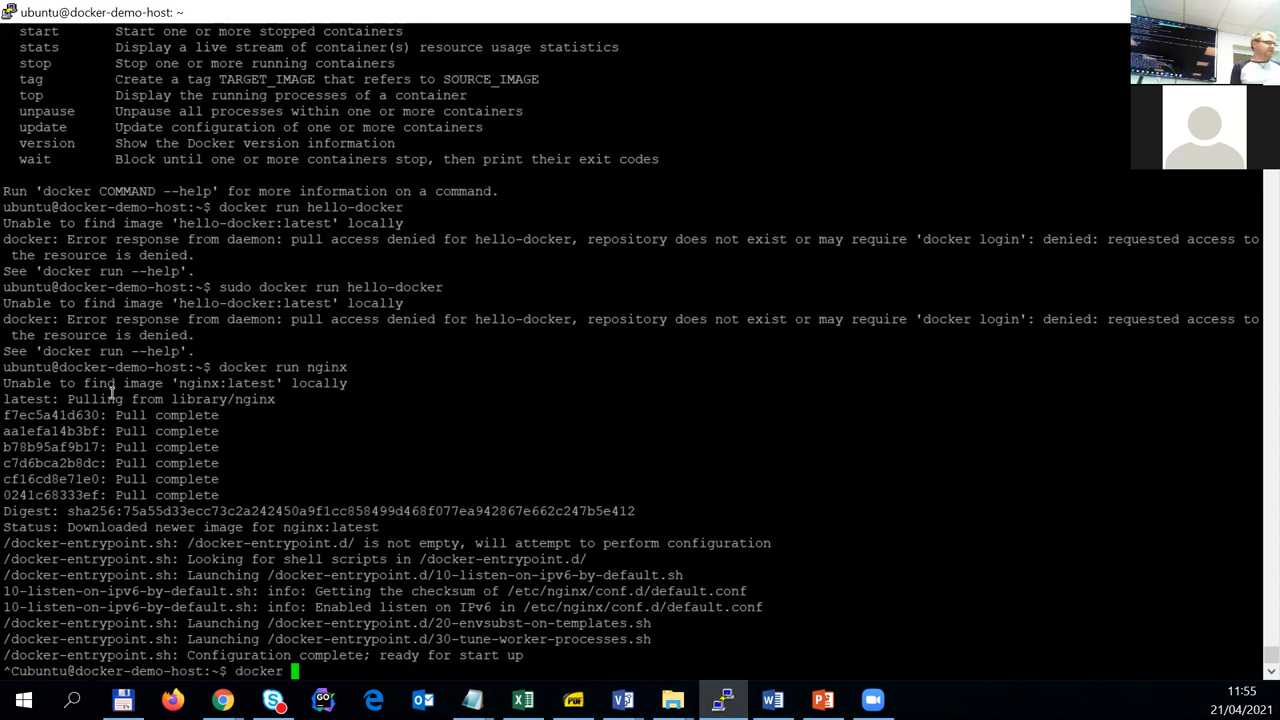 ubuntu@docker-demo-host: ~
start Start one or more stopped containers
stats Display a live stream of container(s) resource usage statistics
stop Stop one or more running containers
tag Create a tag TARGET_IMAGE that refers to SOURCE_IMAGE
top Display the running processes of a container
unpause Unpause all processes within one or more containers
update Update configuration of one or more containers
version Show the Docker version information
wait Block until one or more containers stop, then print their exit codes
Run 'docker COMMAND --help' for more information on a command.
ubuntu@docker-demo-host:~$ docker run hello-docker
Unable to find image 'hello-docker:latest' locally
docker: Error response from daemon: pull access denied for hello-docker, repository does not exist or may require 'docker login': denied: requested access to
the resource is denied.
See 'docker run --help'.
ubuntu@docker-demo-host:~$ sudo docker run hello-docker
Unable to find image 'hello-docker:latest' locally
docker: Error response from daemon: pull access denied for hello-docker, repository does not exist or may require 'docker login': denied: requested access to
the resource is denied.
See 'docker run --help'.
ubuntu@docker-demo-host:~$ docker run nginx
Unable to find image 'nginx:latest' locally
latest: Pulling from library/nginx
f7ec5a41d630: Pull complete
aa1efa14b3bf: Pull complete
b78b95af9b17: Pull complete
c7d6bca2b8dc: Pull complete
cf16cd8e71e0: Pull complete
0241c68333ef: Pull complete
Digest: sha256:75a55d33ecc73c2a242450a9f1cc858499d468f077ea942867e662c247b5e412
Status: Downloaded newer image for nginx:latest
/docker-entrypoint.sh: /docker-entrypoint.d/ is not empty, will attempt to perform configuration
/docker-entrypoint.sh: Looking for shell scripts in /docker-entrypoint.d/
/docker-entrypoint.sh: Launching /docker-entrypoint.d/10-listen-on-ipv6-by-default.sh
10-listen-on-ipv6-by-default.sh: info: Getting the checksum of /etc/nginx/conf.d/default.conf
10-listen-on-ipv6-by-default.sh: info: Enabled listen on IPv6 in /etc/nginx/conf.d/default.conf
/docker-entrypoint.sh: Launching /docker-entrypoint.d/20-envsubst-on-templates.sh
/docker-entrypoint.sh: Launching /docker-entrypoint.d/30-tune-worker-processes.sh
/docker-entrypoint.sh: Configuration complete; ready for start up
^Cubuntu@docker-demo-host:~$ docker
GO
PDF
11:55
21/04/2021